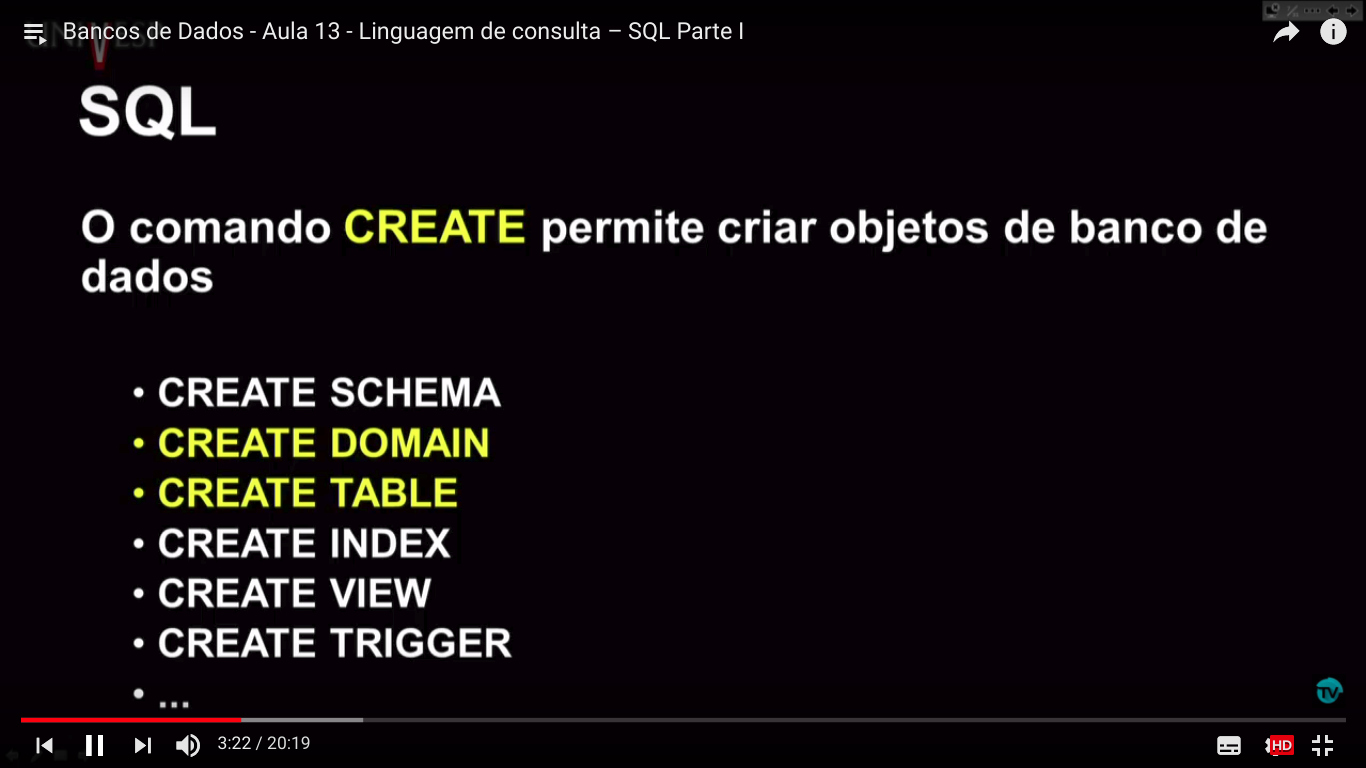 Bancos de Dados - Aula 13 - Linguagem de consulta – SQL Parte I
SQL
O comando CREATE permite criar objetos de banco de
dados
• CREATE SCHEMA
• CREATE DOMAIN
• CREATE TABLE
• CREATE INDEX
• CREATE VIEW
• CREATE TRIGGER
• ...
TV
3:22 / 20:19
HD